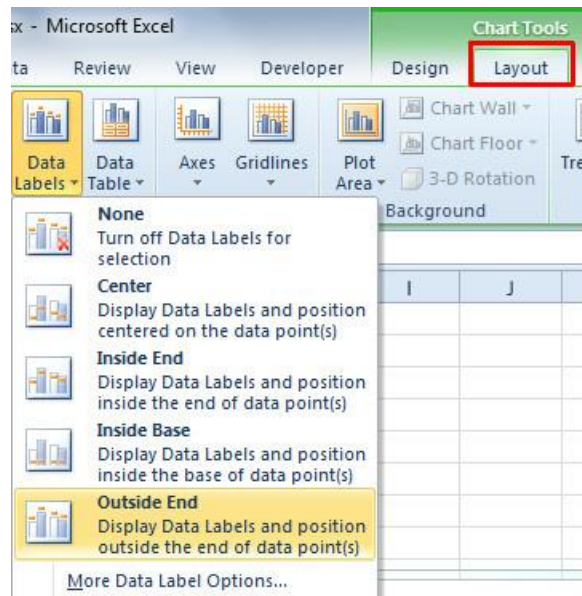 sx - Microsoft Excel
Chart Tools
ta Review View Developer Design Layout
Data Labels
Data Table
Axes
Gridlines
Plot Area
Chart Wall
Chart Floor
3-D Rotation
Tre
Background
None
Turn off Data Labels for
selection
Center
Display Data Labels and position
centered on the data point(s)
Inside End
Display Data Labels and position
inside the end of data point(s)
Inside Base
Display Data Labels and position
inside the base of data point(s)
Outside End
Display Data Labels and position
outside the end of data point(s)
More Data Label Options...
I J